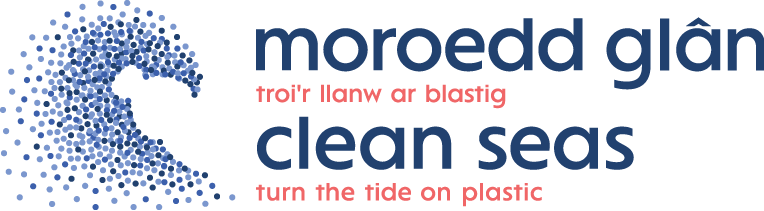 moroedd glân
troi'r llanw ar blastig
clean seas
turn the tide on plastic